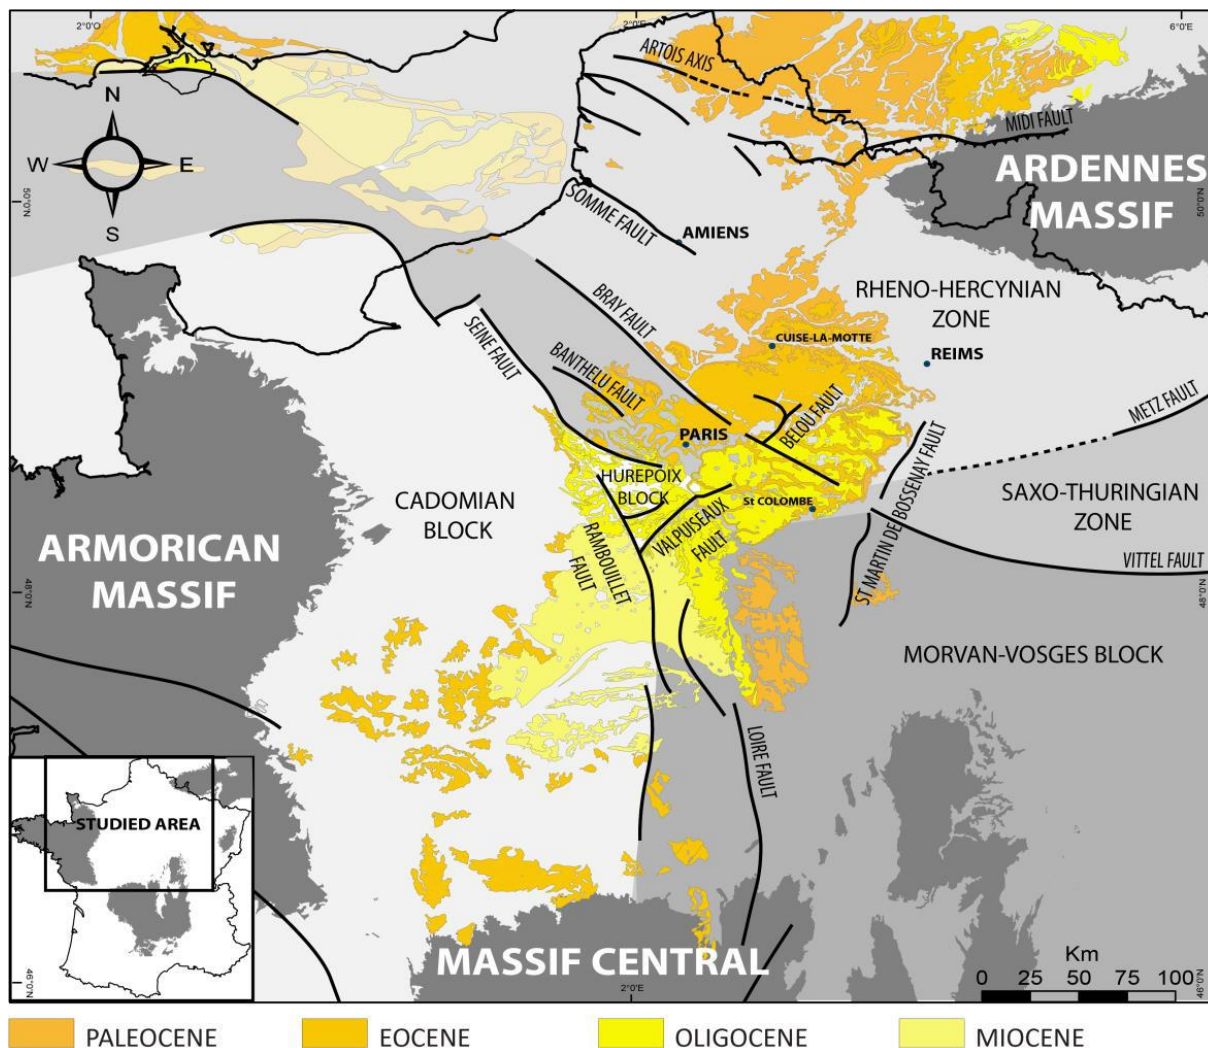 2°0'O
2°0'E
6°0'E
ARTOIS AXIS
N
MIDI FAULT
W
E
ARDENNES
MASSIF
50°0'N
50°0'N
S
SOMME FAULT
AMIENS
RHENO-HERCYNIAN
ZONE
BRAY FAULT
SEINE FAULT
CUISE-LA-MOTTE
REIMS
BANTHELU FAULT
METZ FAULT
BELOU FAULT
PARIS
HUREPOIX
BLOCK
CADOMIAN
BLOCK
St COLOMBE
ST MARTIN DE BOSSENAY FAULT
SAXO-THURINGIAN
ZONE
VALPUISEAUX
FAULT
RAMBOUILLET
FAULT
ARMORICAN
MASSIF
VITTEL FAULT
48°0'N
48°0'N
MORVAN-VOSGES BLOCK
LOIRE FAULT
STUDIED AREA
MASSIF CENTRAL
Km
0 25 50 75 100
46°0'N
46°0'N
2°0'E
PALEOCENE
EOCENE
OLIGOCENE
MIOCENE